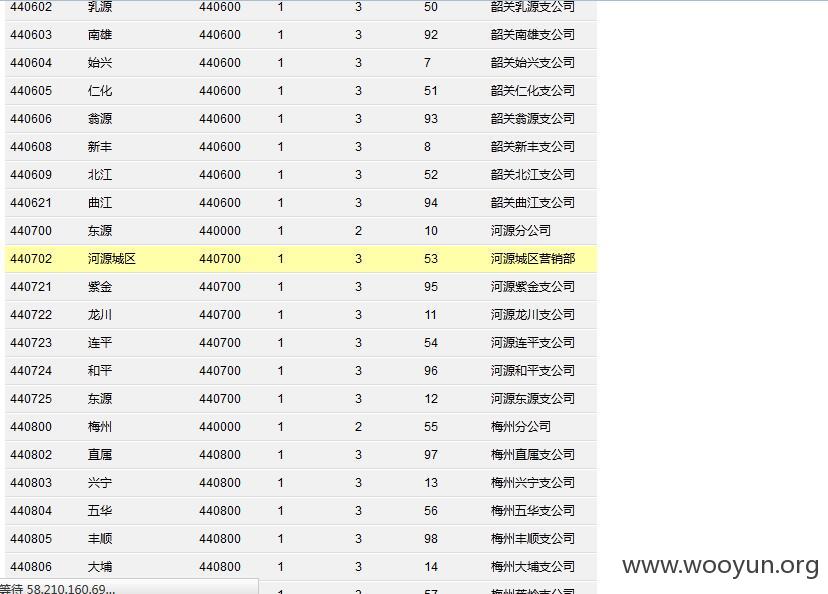 440602 乳源 440600 1 3 50 韶关乳源支公司
440603 南雄 440600 1 3 92 韶关南雄支公司
440604 始兴 440600 1 3 7 韶关始兴支公司
440605 仁化 440600 1 3 51 韶关仁化支公司
440606 翁源 440600 1 3 93 韶关翁源支公司
440608 新丰 440600 1 3 8 韶关新丰支公司
440609 北江 440600 1 3 52 韶关北江支公司
440621 曲江 440600 1 3 94 韶关曲江支公司
440700 东源 440000 1 2 10 河源分公司
440702 河源城区 440700 1 3 53 河源城区营销部
440721 紫金 440700 1 3 95 河源紫金支公司
440722 龙川 440700 1 3 11 河源龙川支公司
440723 连平 440700 1 3 54 河源连平支公司
440724 和平 440700 1 3 96 河源和平支公司
440725 东源 440700 1 3 12 河源东源支公司
440800 梅州 440000 1 2 55 梅州分公司
440802 直属 440800 1 3 97 梅州直属支公司
440803 兴宁 440800 1 3 13 梅州兴宁支公司
440804 五华 440800 1 3 56 梅州五华支公司
440805 丰顺 440800 1 3 98 梅州丰顺支公司
440806 大埔 440800 1 3 14 梅州大埔支公司
www.wooyun.org
等待 58.210.160.69...
1 3 57 梅州蕉岭支公司